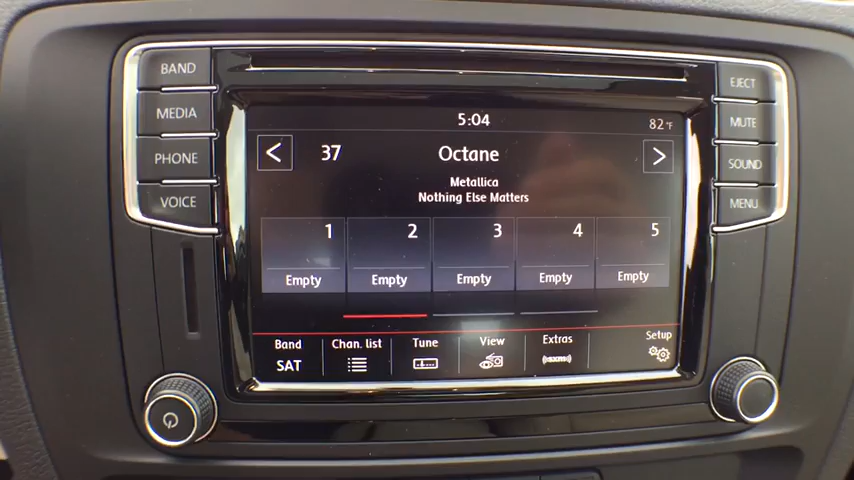 BAND
MEDIA
PHONE
VOICE
EJECT
MUTE
SOUND
MENU
5:04
82°F
< 37 Octane >
Metallica
Nothing Else Matters
1 2 3 4 5
Empty Empty Empty Empty Empty
Band Chan. list Tune View Extras Setup
SAT ((SXM))